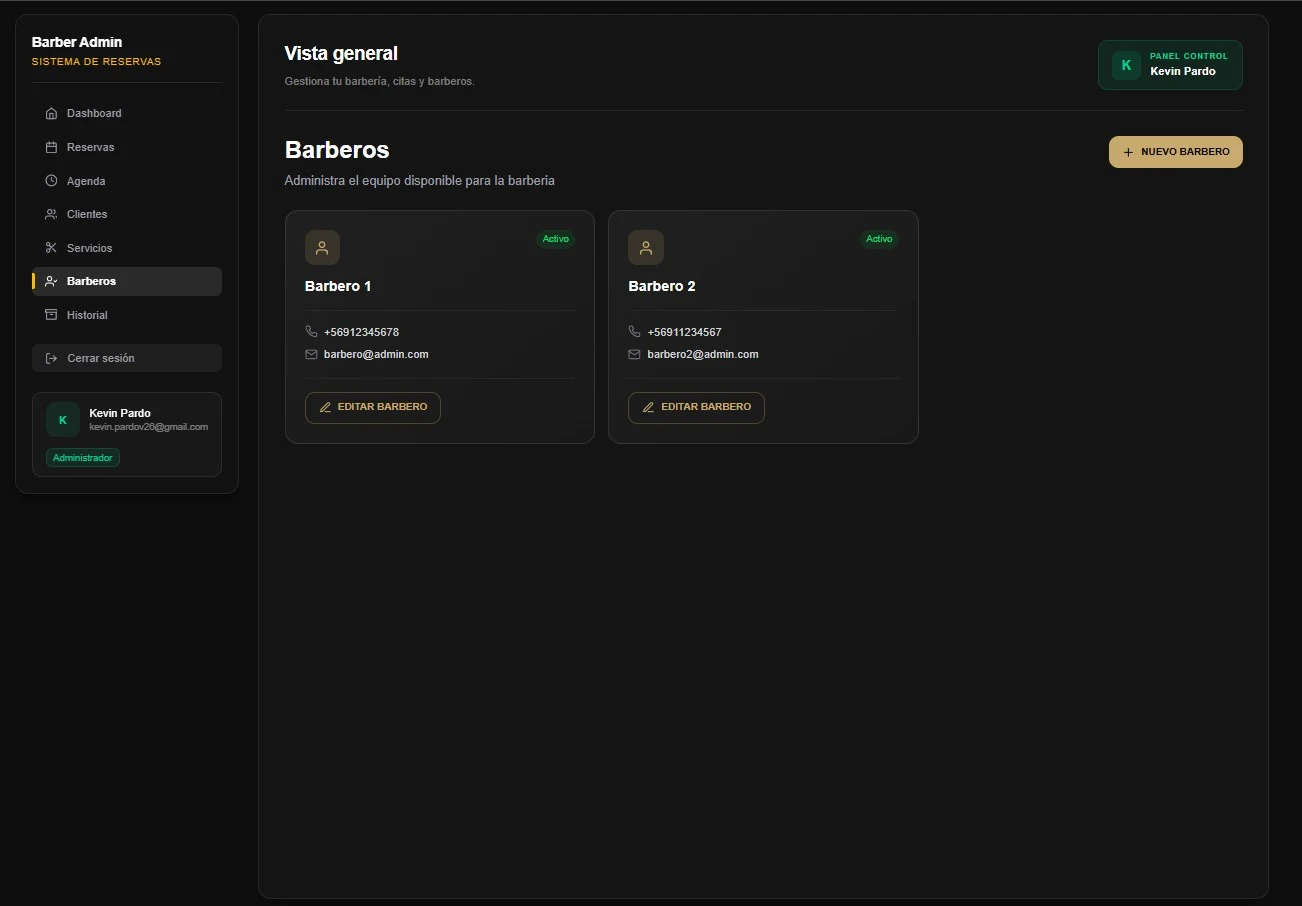 Barber Admin
SISTEMA DE RESERVAS
Dashboard
Reservas
Agenda
Clientes
Servicios
Barberos
Historial
Cerrar sesión
K
Kevin Pardo
kevin.pardov26@gmail.com
Administrador
Vista general
Gestiona tu barbería, citas y barberos.
K
PANEL CONTROL
Kevin Pardo
Barberos
Administra el equipo disponible para la barberia
+ NUEVO BARBERO
Activo
Barbero 1
+56912345678
barbero@admin.com
EDITAR BARBERO
Activo
Barbero 2
+56911234567
barbero2@admin.com
EDITAR BARBERO